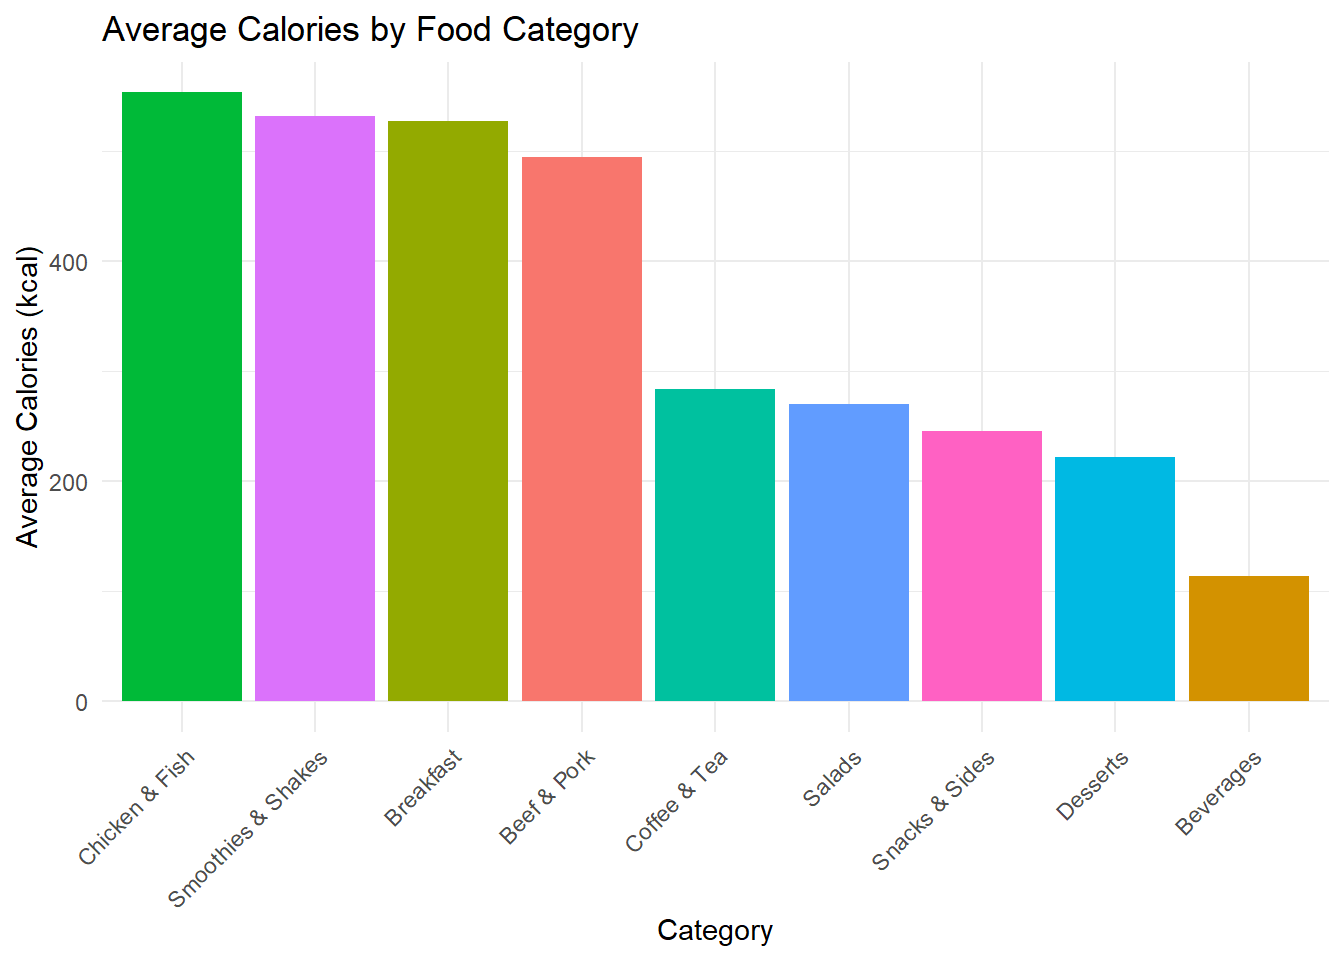 Average Calories by Food Category
Average Calories (kcal)
400
200
0
Chicken & Fish
Smoothies & Shakes
Breakfast
Beef & Pork
Coffee & Tea
Salads
Snacks & Sides
Desserts
Beverages
Category